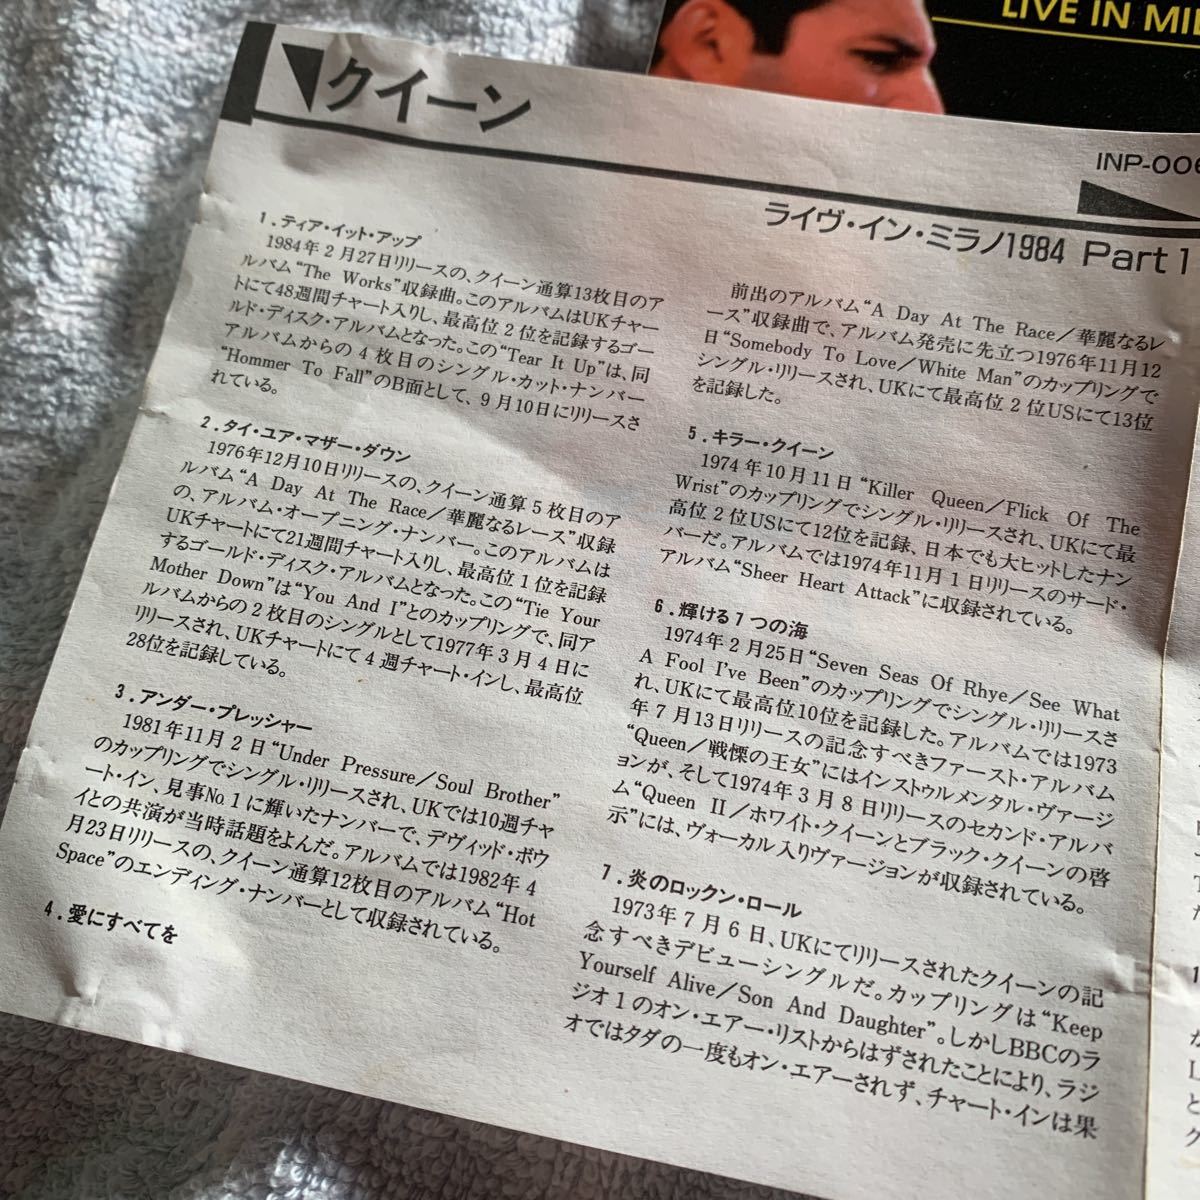 LIVE IN MI
クイーン
INP-006
ライヴ・イン・ミラノ1984 Part 1
1．ティア・イット・アップ
1984年2月27日リリースの、クイーン通算13枚目のア
ルバム“The Works”収録曲。このアルバムはUKチャー
トにて48週間チャート入りし、最高位2位を記録するゴー
ルド・ディスク・アルバムとなった。この“Tear It Up”は、同
アルバムからの4枚目のシングル・カット・ナンバー
“Hommer To Fall”のB面として、9月10日にリリースさ
れている。
2．タイ・ユア・マザー・ダウン
1976年12月10日リリースの、クイーン通算5枚目のア
ルバム“A Day At The Race／華麗なるレース”収録
の、アルバム・オープニング・ナンバー。このアルバムは
UKチャートにて21週間チャート入りし、最高位1位を記録
するゴールド・ディスク・アルバムとなった。この“Tie Your
Mother Down”は“You And I”とのカップリングで、同ア
ルバムからの2枚目のシングルとして1977年3月4日に
リリースされ、UKチャートにて4週チャート・インし、最高位
28位を記録している。
3．アンダー・プレッシャー
1981年11月2日“Under Pressure／Soul Brother”
のカップリングでシングル・リリースされ、UKでは10週チャ
ート・イン、見事No.1に輝いたナンバーで、デヴィッド・ボウ
イとの共演が当時話題をよんだ。アルバムでは1982年4
月23日リリースの、クイーン通算12枚目のアルバム“Hot
Space”のエンディング・ナンバーとして収録されている。
4．愛にすべてを
前出のアルバム“A Day At The Race／華麗なるレ
ース”収録曲で、アルバム発売に先立つ1976年11月12
日“Somebody To Love／White Man”のカップリングで
シングル・リリースされ、UKにて最高位2位USにて13位
を記録した。
5．キラー・クイーン
1974年10月11日“Killer Queen／Flick Of The
Wrist”のカップリングでシングル・リリースされ、UKにて最
高位2位USにて12位を記録、日本でも大ヒットしたナン
バーだ。アルバムでは1974年11月1日リリースのサード・
アルバム“Sheer Heart Attack”に収録されている。
6．輝ける7つの海
1974年2月25日“Seven Seas Of Rhye／See What
A Fool I've Been”のカップリングでシングル・リリースさ
れ、UKにて最高位10位を記録した。アルバムでは1973
年7月13日リリースの記念すべきファースト・アルバム
“Queen／戦慄の王女”にはインストゥルメンタル・ヴァージ
ョンが、そして1974年3月8日リリースのセカンド・アルバ
ム“Queen II／ホワイト・クイーンとブラック・クイーンの啓
示”には、ヴォーカル入りヴァージョンが収録されている。
7．炎のロックン・ロール
1973年7月6日、UKにてリリースされたクイーンの記
念すべきデビューシングルだ。カップリングは“Keep
Yourself Alive／Son And Daughter”。しかしBBCのラ
ジオ1のオン・エアー・リストからはずされたことにより、ラジ
オではタダの一度もオン・エアーされず、チャート・インは果